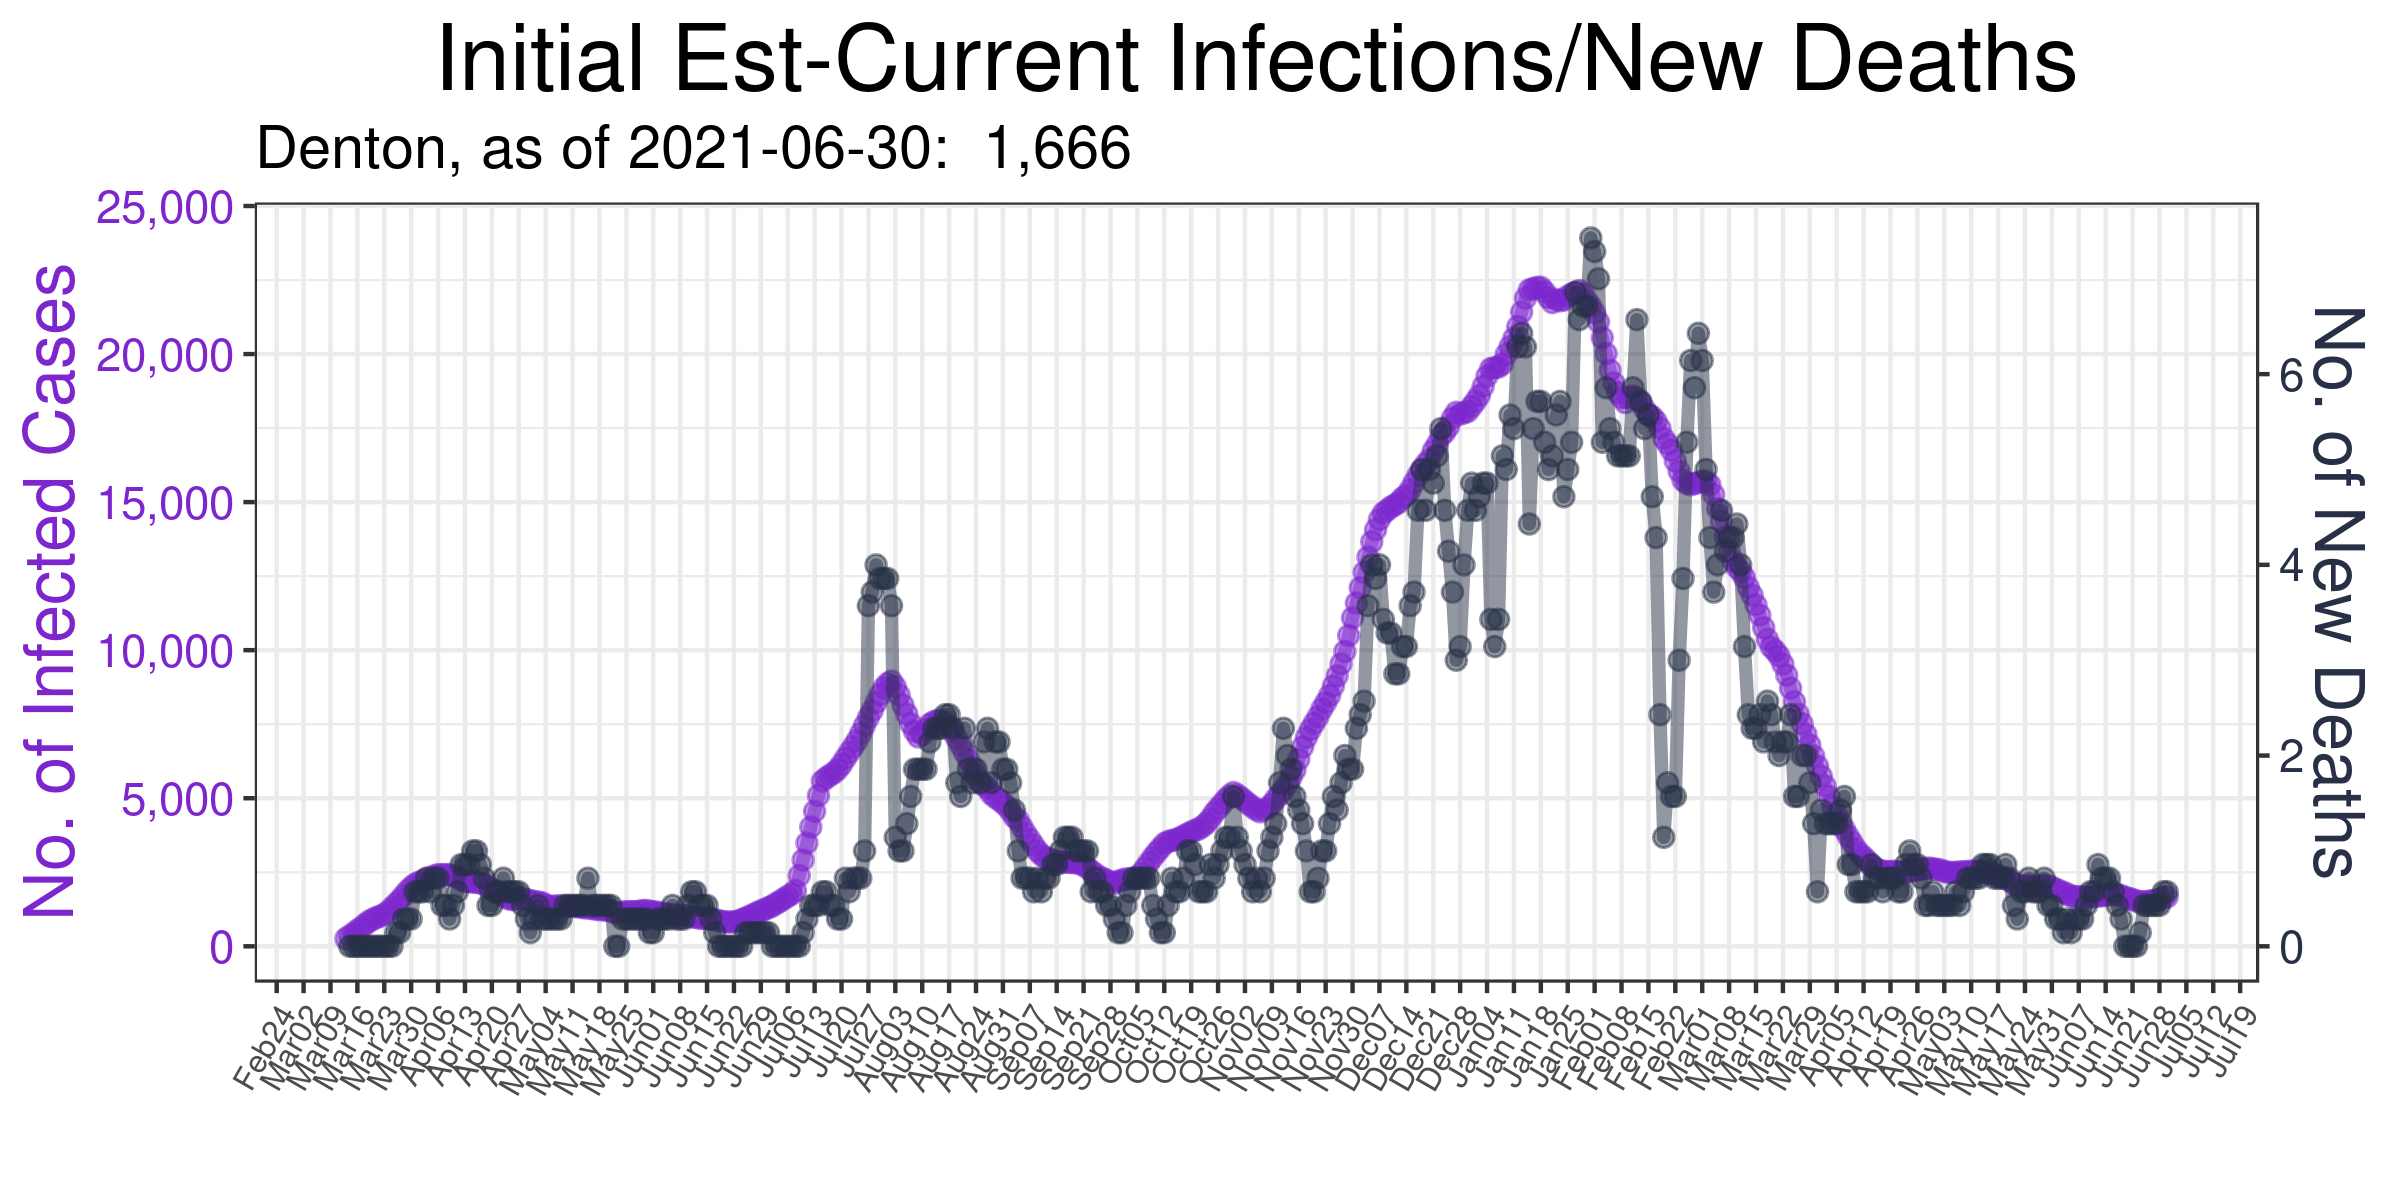 Initial Est-Current Infections/New Deaths
Denton, as of 2021-06-30:  1,666
No. of Infected Cases
25,000
20,000
15,000
10,000
5,000
0
No. of New Deaths
6
4
2
0
Feb24
Mar02
Mar09
Mar16
Mar23
Mar30
Apr06
Apr13
Apr20
Apr27
May04
May11
May18
May25
Jun01
Jun08
Jun15
Jun22
Jun29
Jul06
Jul13
Jul20
Jul27
Aug03
Aug10
Aug17
Aug24
Aug31
Sep07
Sep14
Sep21
Sep28
Oct05
Oct12
Oct19
Oct26
Nov02
Nov09
Nov16
Nov23
Nov30
Dec07
Dec14
Dec21
Dec28
Jan04
Jan11
Jan18
Jan25
Feb01
Feb08
Feb15
Feb22
Mar01
Mar08
Mar15
Mar22
Mar29
Apr05
Apr12
Apr19
Apr26
May03
May10
May17
May24
May31
Jun07
Jun14
Jun21
Jun28
Jul05
Jul12
Jul19